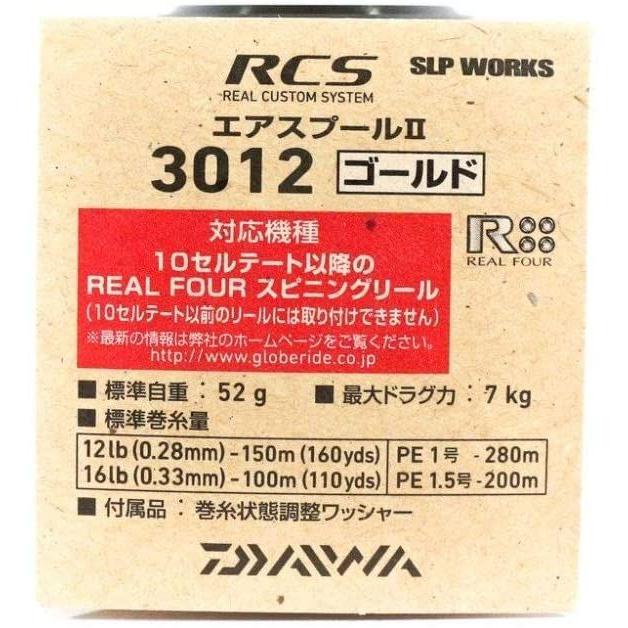 RCS SLP WORKS
REAL CUSTOM SYSTEM
エアスプールⅡ
3012 ゴールド
対応機種
10セルテート以降の
REAL FOUR スピニングリール
(10セルテート以前のリールには取り付けできません)
※最新の情報は弊社のホームページをご覧ください。
http://www.globeride.co.jp
R
REAL FOUR
■ 標準自重：52 g ■ 最大ドラグ力：7 kg
■ 標準巻糸量
12lb (0.28mm) - 150m (160yds) PE 1号 - 280m
16lb (0.33mm) - 100m (110yds) PE 1.5号 - 200m
■ 付属品：巻糸状態調整ワッシャー
DAIWA